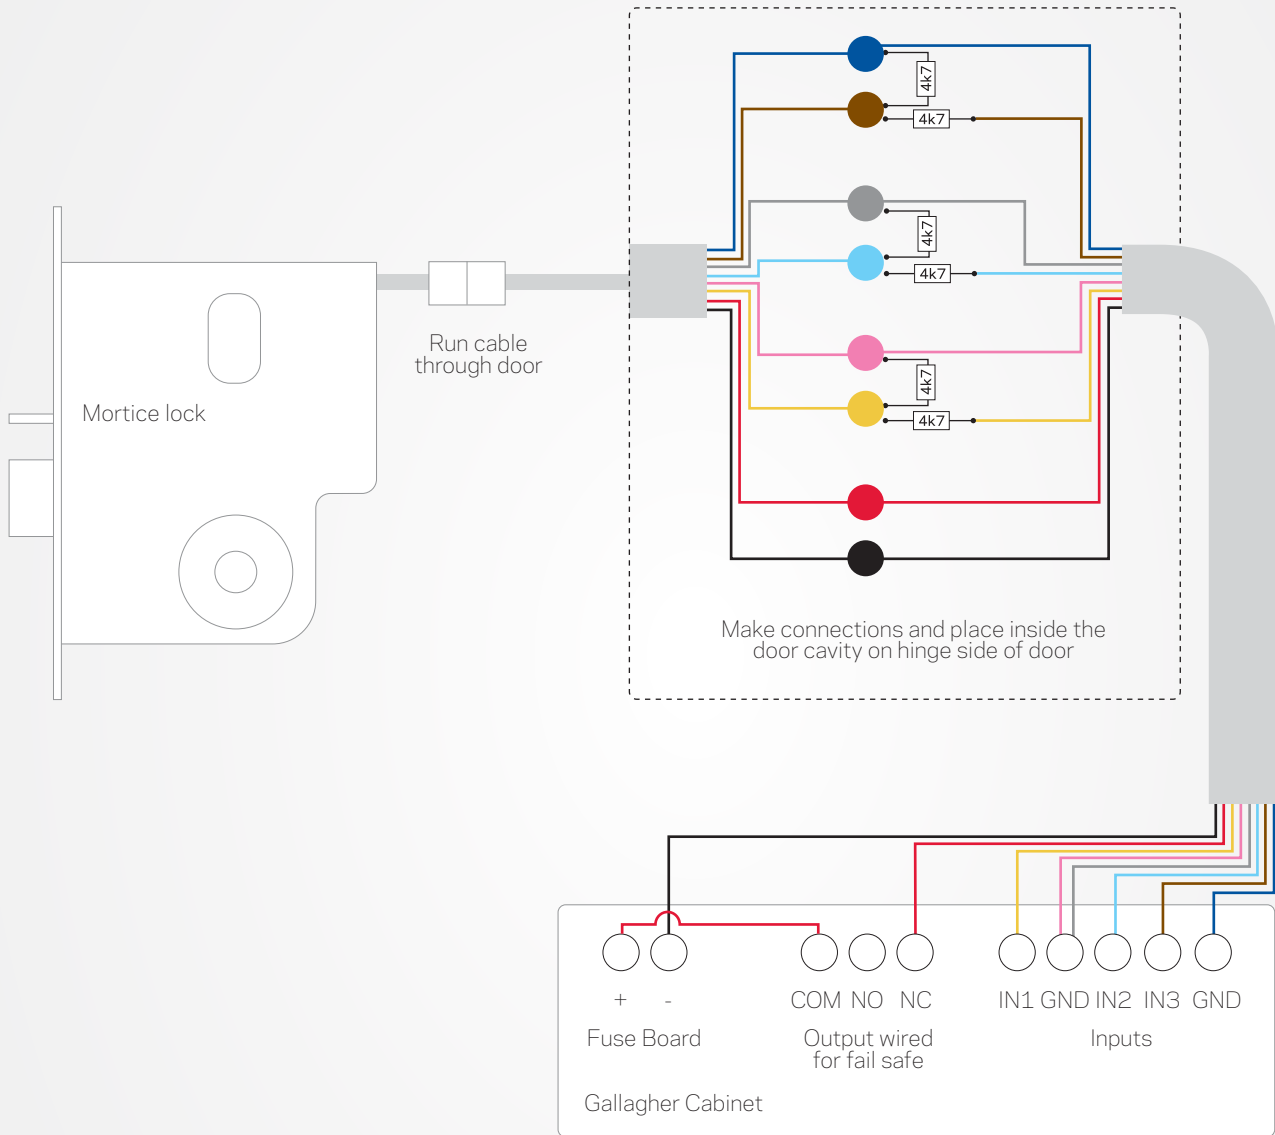 4k7
4k7
4k7
4k7
Run cable
through door
4k7
Mortice lock
4k7
Make connections and place inside the
door cavity on hinge side of door
+ - COM NO NC IN1 GND IN2 IN3 GND
Fuse Board
Output wired
for fail safe
Inputs
Gallagher Cabinet